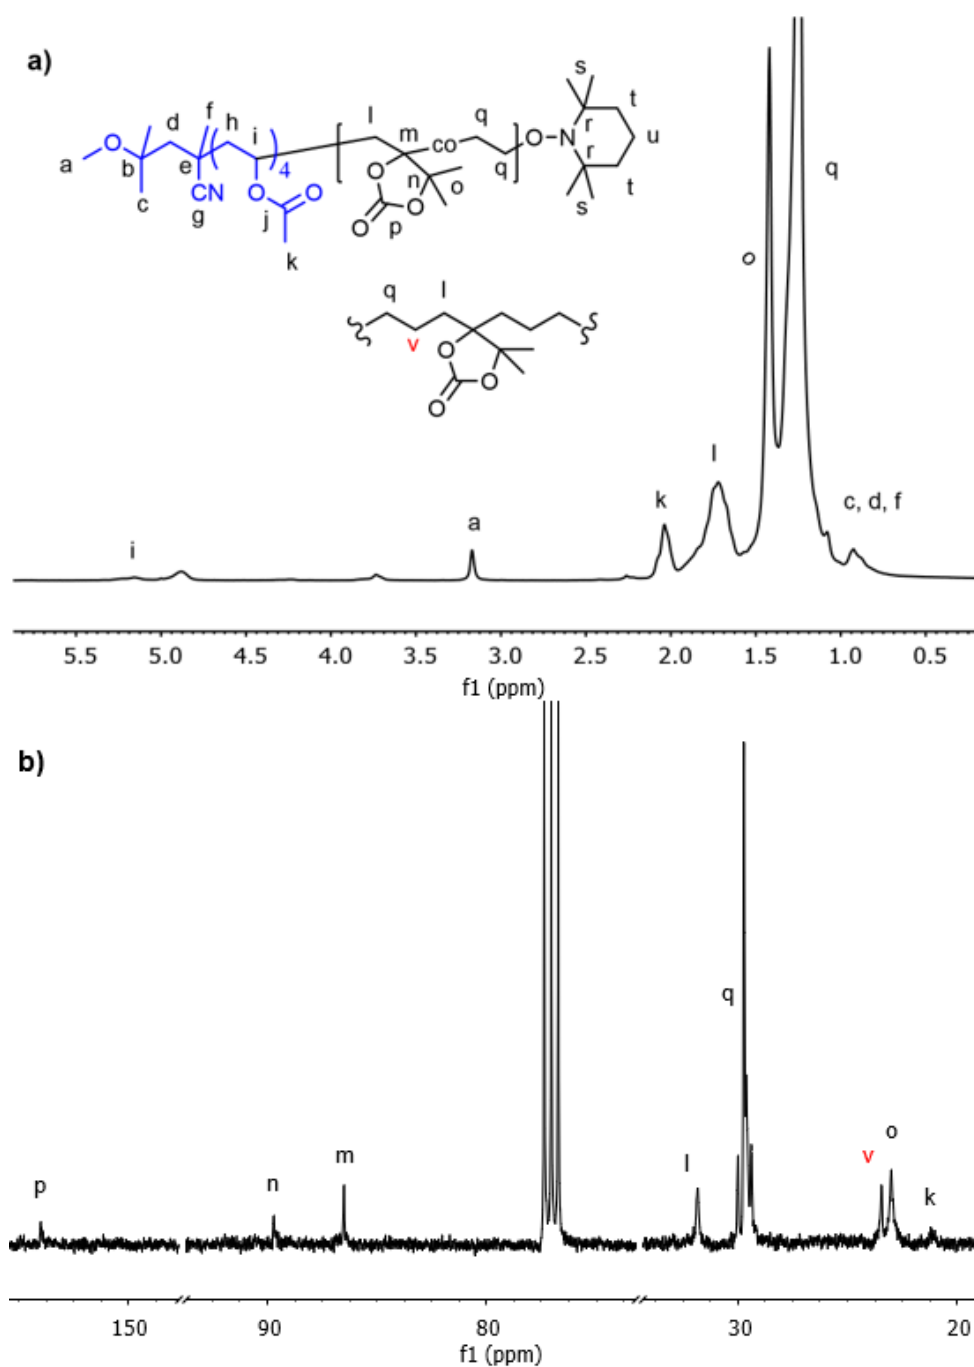 a)
s
t
f
l
q
d
h
i
m
r
u
O
co
O
N
q
a
b
e
4
O
n
r
O
q
t
c
CN
O
O
O
o
s
g
j
O
p
k
q
l
v
O
O
O
o
l
k
c, d, f
a
i
5.5 5.0 4.5 4.0 3.5 3.0 2.5 2.0 1.5 1.0 0.5
f1 (ppm)
b)
q
o
m
v
l
n
p
k
150 90 80 30 20
f1 (ppm)